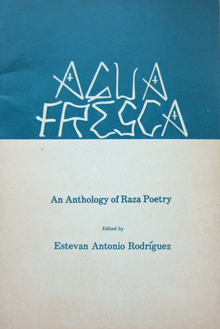 AGUA
FRESCA
An Anthology of Raza Poetry
Edited by
Estevan Antonio Rodríguez